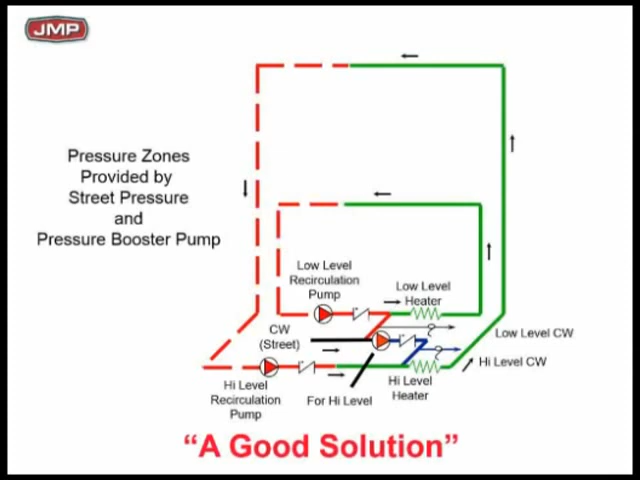 JMP
Pressure Zones
Provided by
Street Pressure
and
Pressure Booster Pump
Low Level
Recirculation
Pump
Low Level
Heater
CW
(Street)
Low Level CW
Hi Level CW
Hi Level
Recirculation
Pump
For Hi Level
Hi Level
Heater
“A Good Solution”